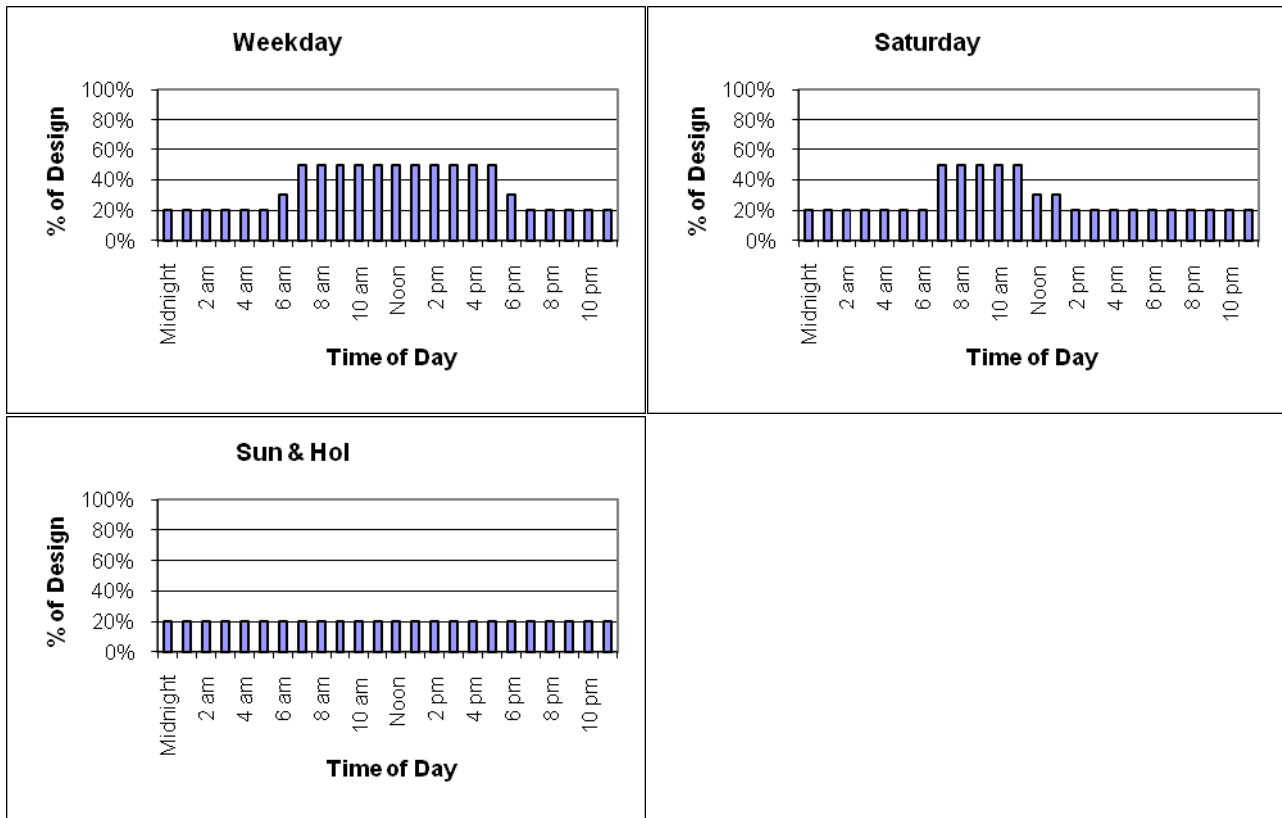 Weekday
% of Design
100%
80%
60%
40%
20%
0%
Midnight
2 am
4 am
6 am
8 am
10 am
Noon
2 pm
4 pm
6 pm
8 pm
10 pm
Time of Day
Saturday
% of Design
100%
80%
60%
40%
20%
0%
Midnight
2 am
4 am
6 am
8 am
10 am
Noon
2 pm
4 pm
6 pm
8 pm
10 pm
Time of Day
Sun & Hol
% of Design
100%
80%
60%
40%
20%
0%
Midnight
2 am
4 am
6 am
8 am
10 am
Noon
2 pm
4 pm
6 pm
8 pm
10 pm
Time of Day